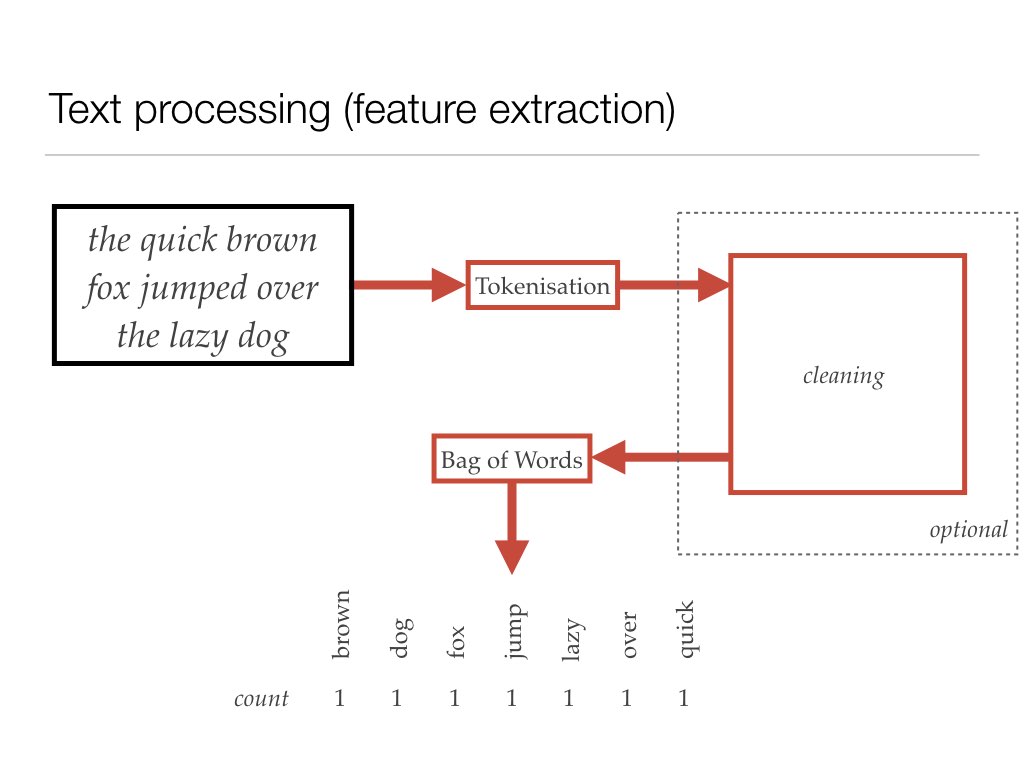 Text processing (feature extraction)
the quick brown
fox jumped over
the lazy dog
Tokenisation
cleaning
Bag of Words
optional
brown dog fox jump lazy over quick
count 1 1 1 1 1 1 1